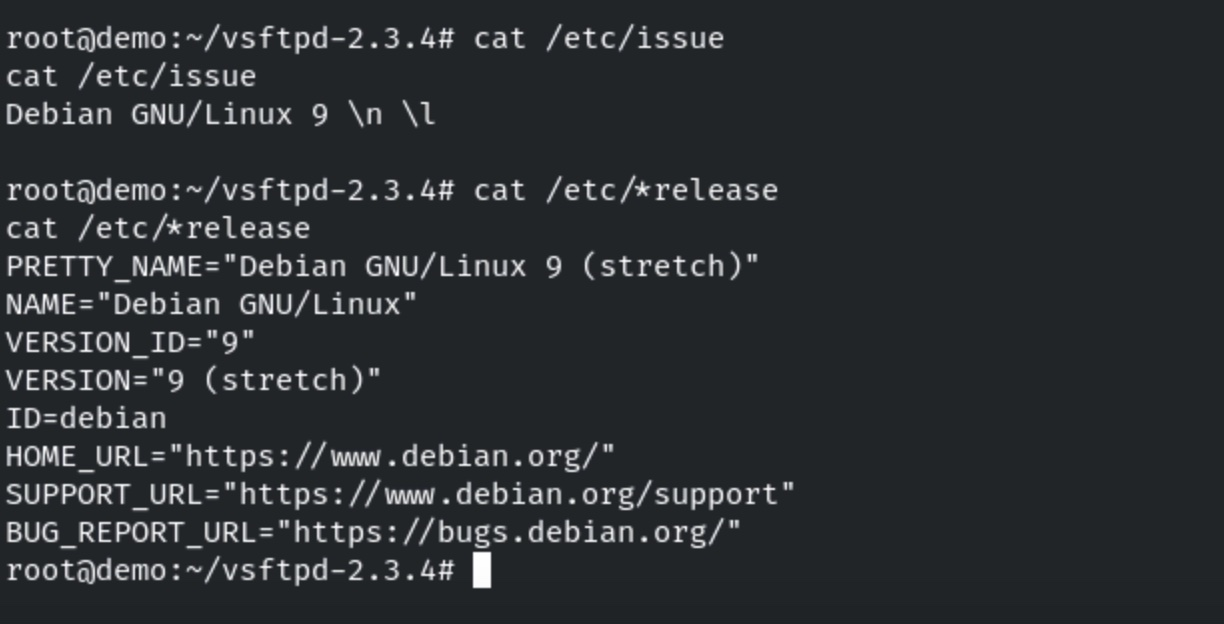 root@demo:~/vsftpd-2.3.4# cat /etc/issue
cat /etc/issue
Debian GNU/Linux 9 \n \l
root@demo:~/vsftpd-2.3.4# cat /etc/*release
cat /etc/*release
PRETTY_NAME="Debian GNU/Linux 9 (stretch)"
NAME="Debian GNU/Linux"
VERSION_ID="9"
VERSION="9 (stretch)"
ID=debian
HOME_URL="https://www.debian.org/"
SUPPORT_URL="https://www.debian.org/support"
BUG_REPORT_URL="https://bugs.debian.org/"
root@demo:~/vsftpd-2.3.4#